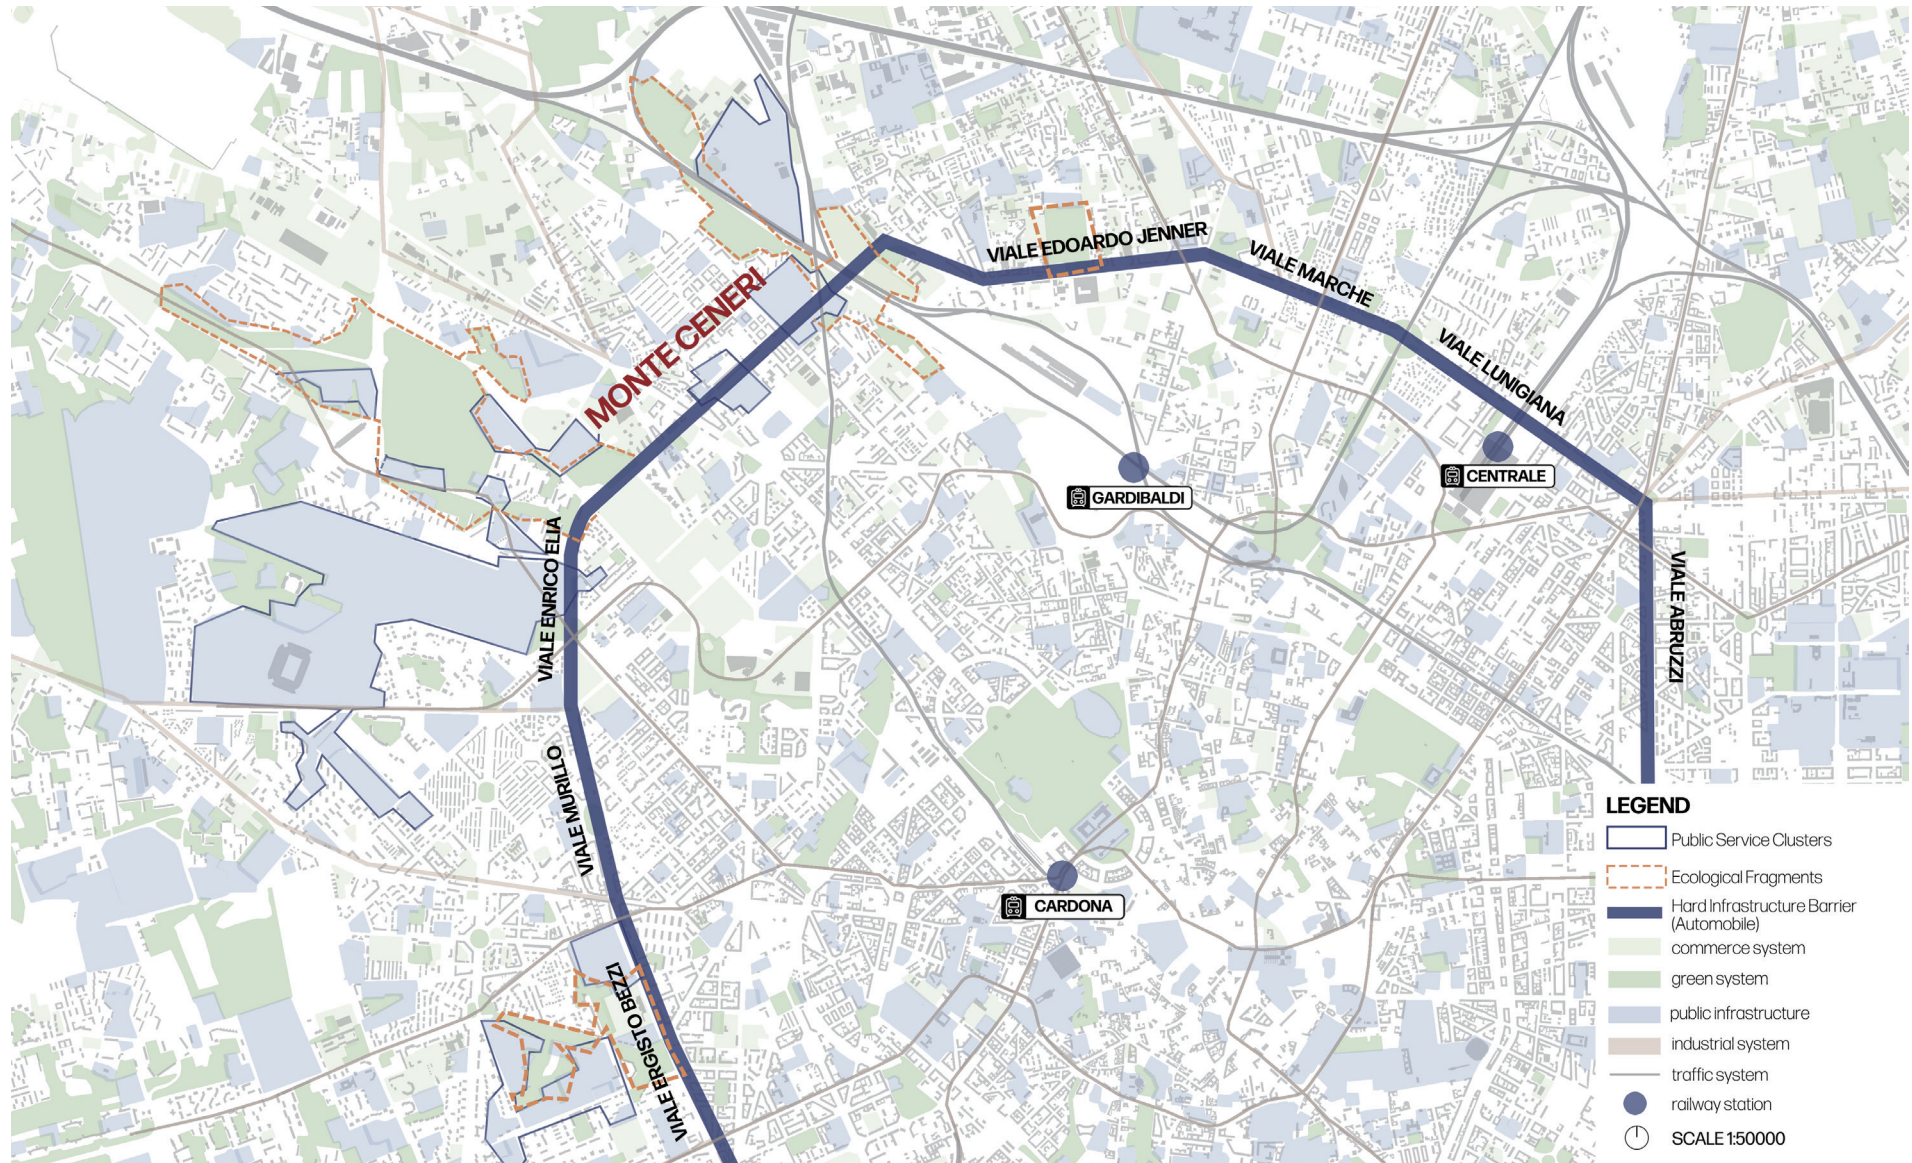 VIALE EDOARDO JENNER
VIALE MARCHE
MONTE CENERI
VIALE LUNIGIANA
CENTRALE
GARDIBALDI
VIALE ENRICO ELIA
VIALE ABRUZZI
VIALE MURILLO
CARDONA
VIALE ERGISTO BEZZI
LEGEND
Public Service Clusters
Ecological Fragments
Hard Infrastructure Barrier
(Automobile)
commerce system
green system
public infrastructure
industrial system
traffic system
railway station
SCALE 1:50000